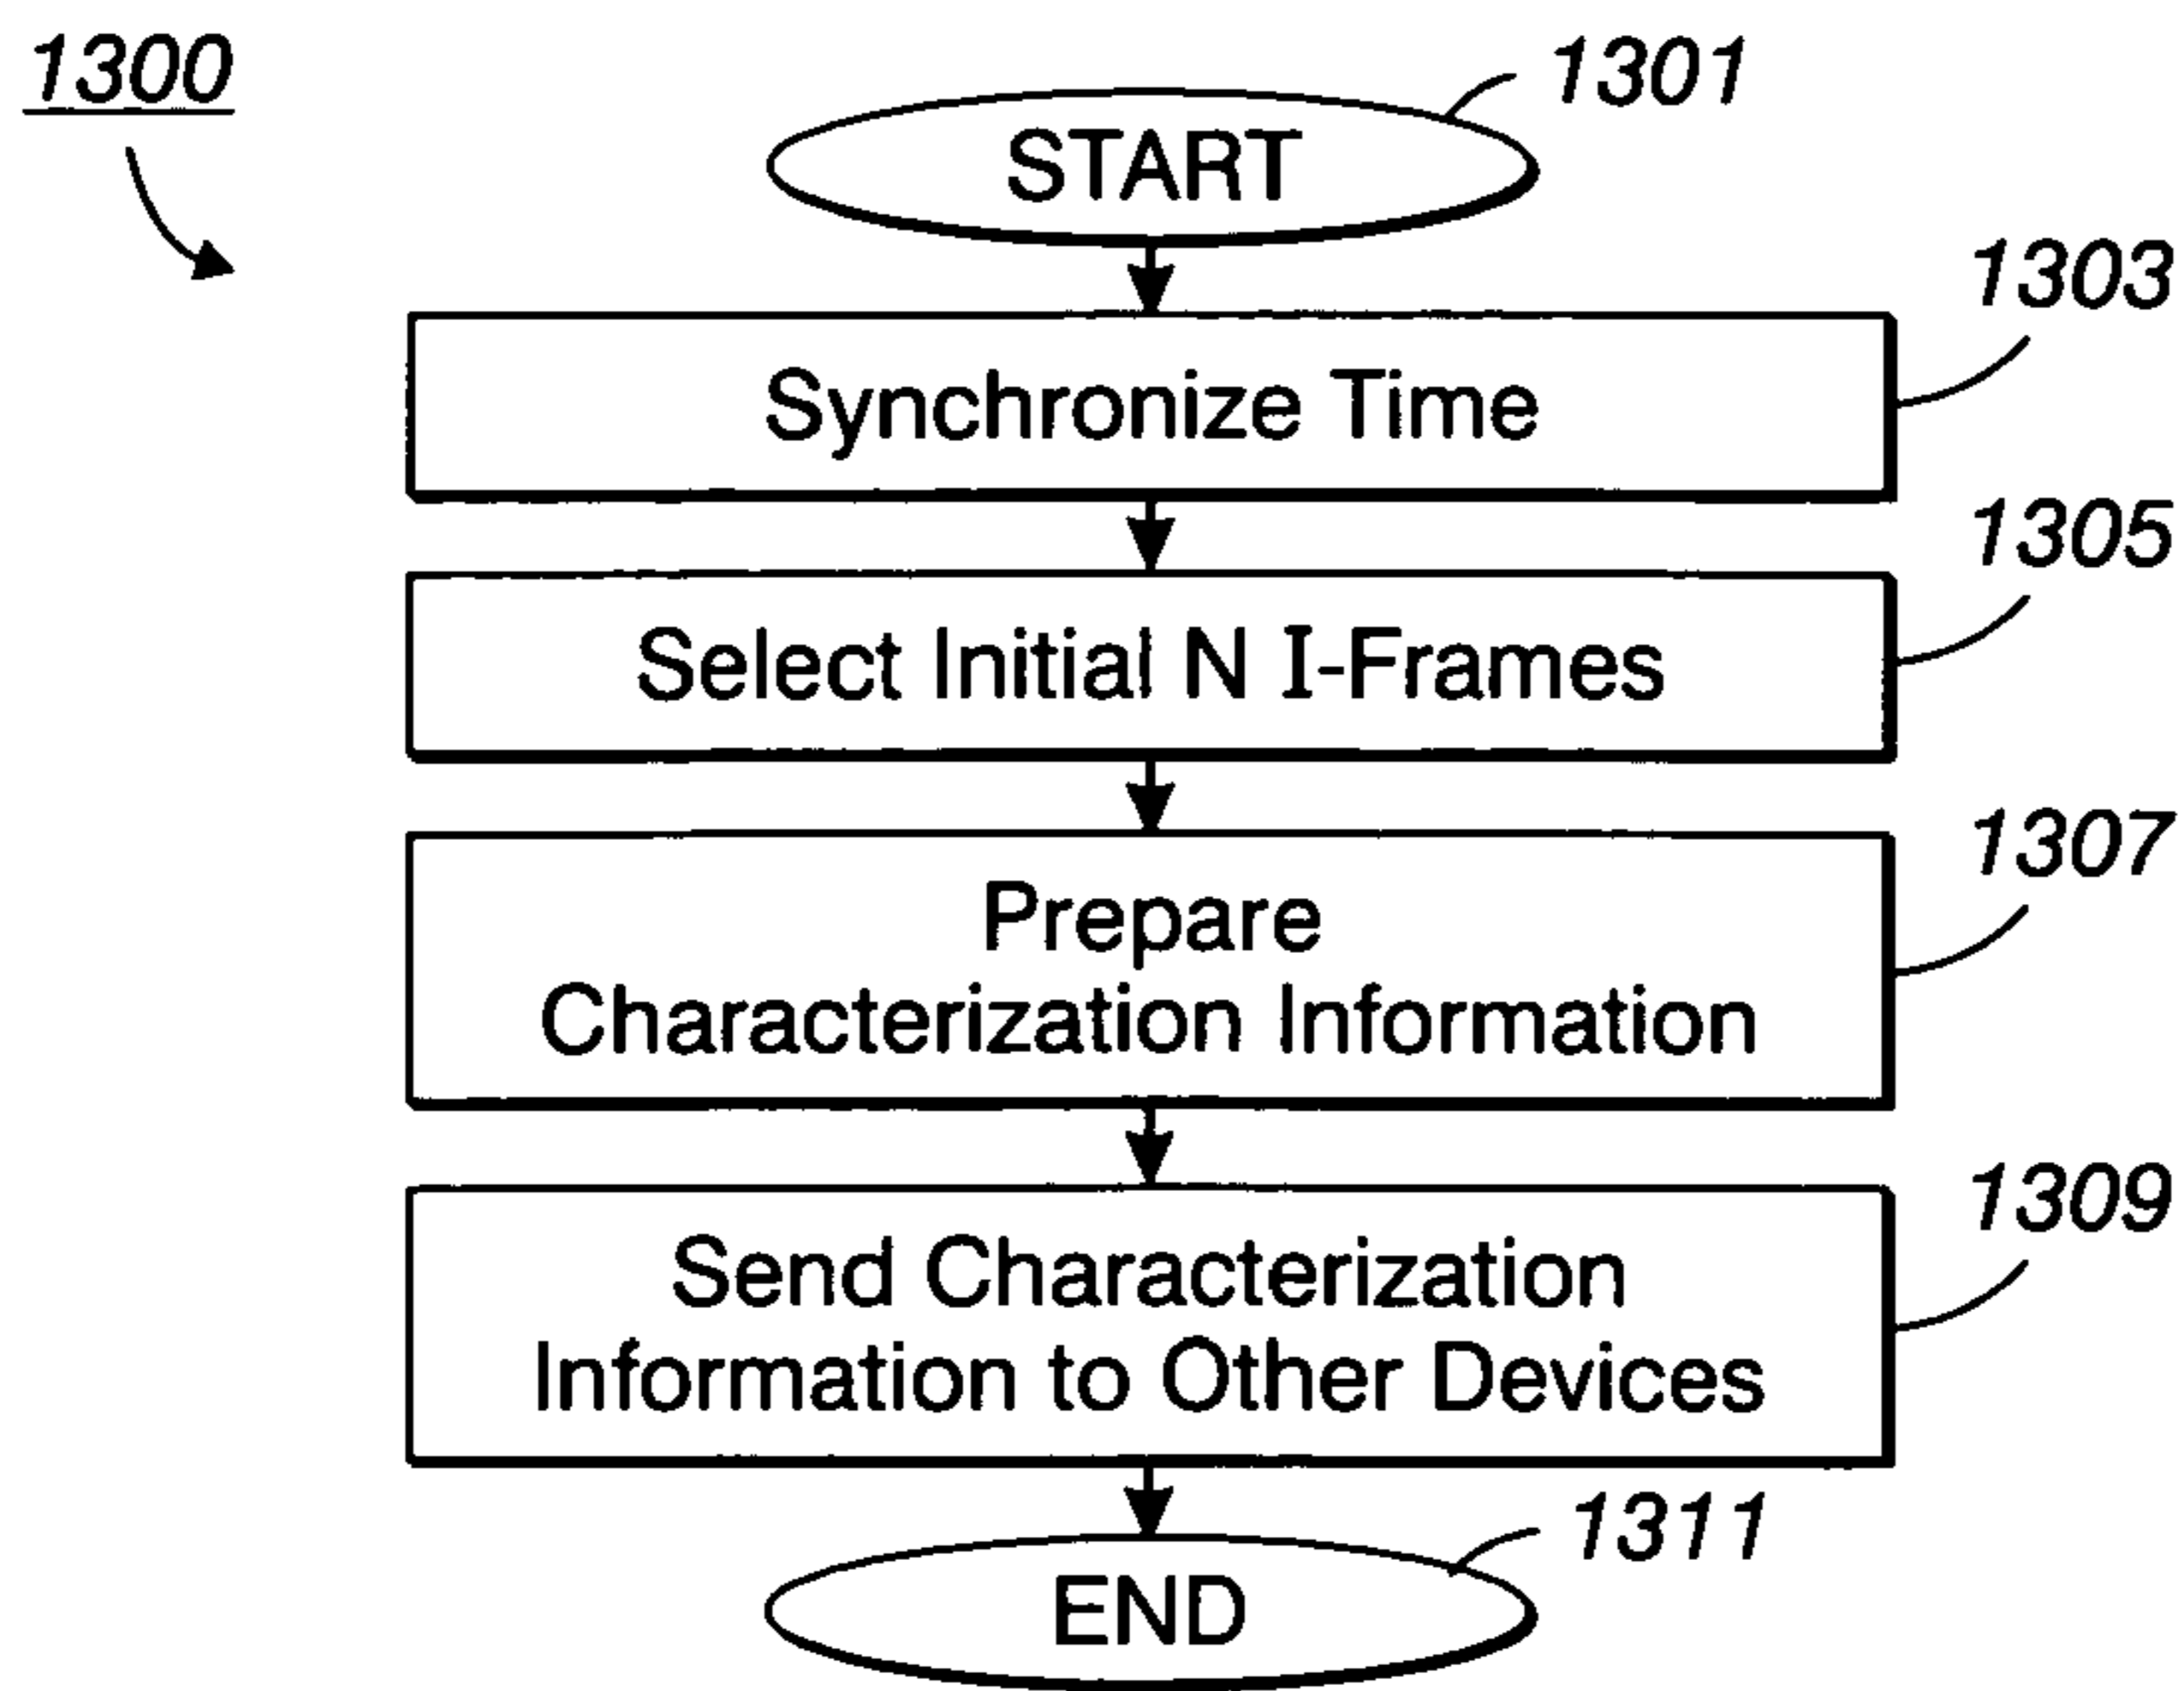 1300
1301
START
1303
Synchronize Time
1305
Select Initial N I-Frames
1307
Prepare
Characterization Information
1309
Send Characterization
Information to Other Devices
1311
END